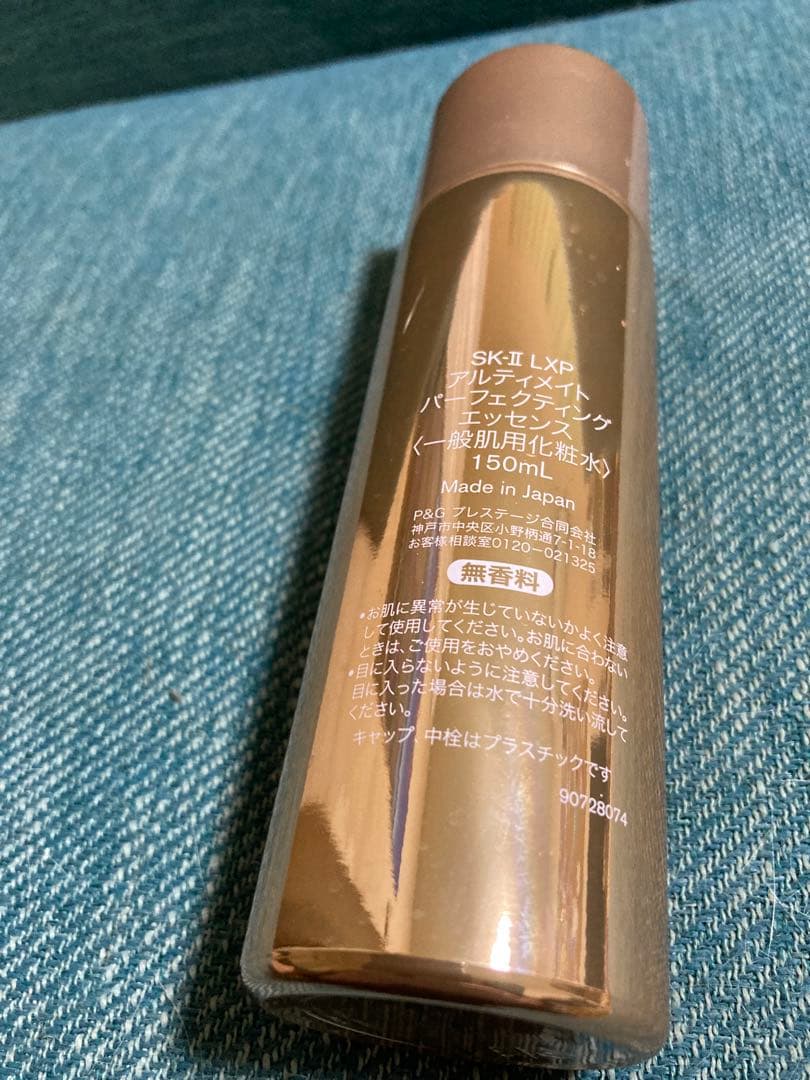 SK-Ⅱ LXP
アルティメイト
パーフェクティング
エッセンス
〈一般肌用化粧水〉
150mL
Made in Japan
P&G プレステージ合同会社
神戸市中央区小野柄通7-1-18
お客様相談室0120-021325
無香料
•お肌に異常が生じていないかよく注意
して使用してください。お肌に合わない
ときは、ご使用をおやめください。
•目に入らないように注意してください。
目に入った場合は水で十分洗い流して
ください。
キャップ、中栓はプラスチックです
90728074